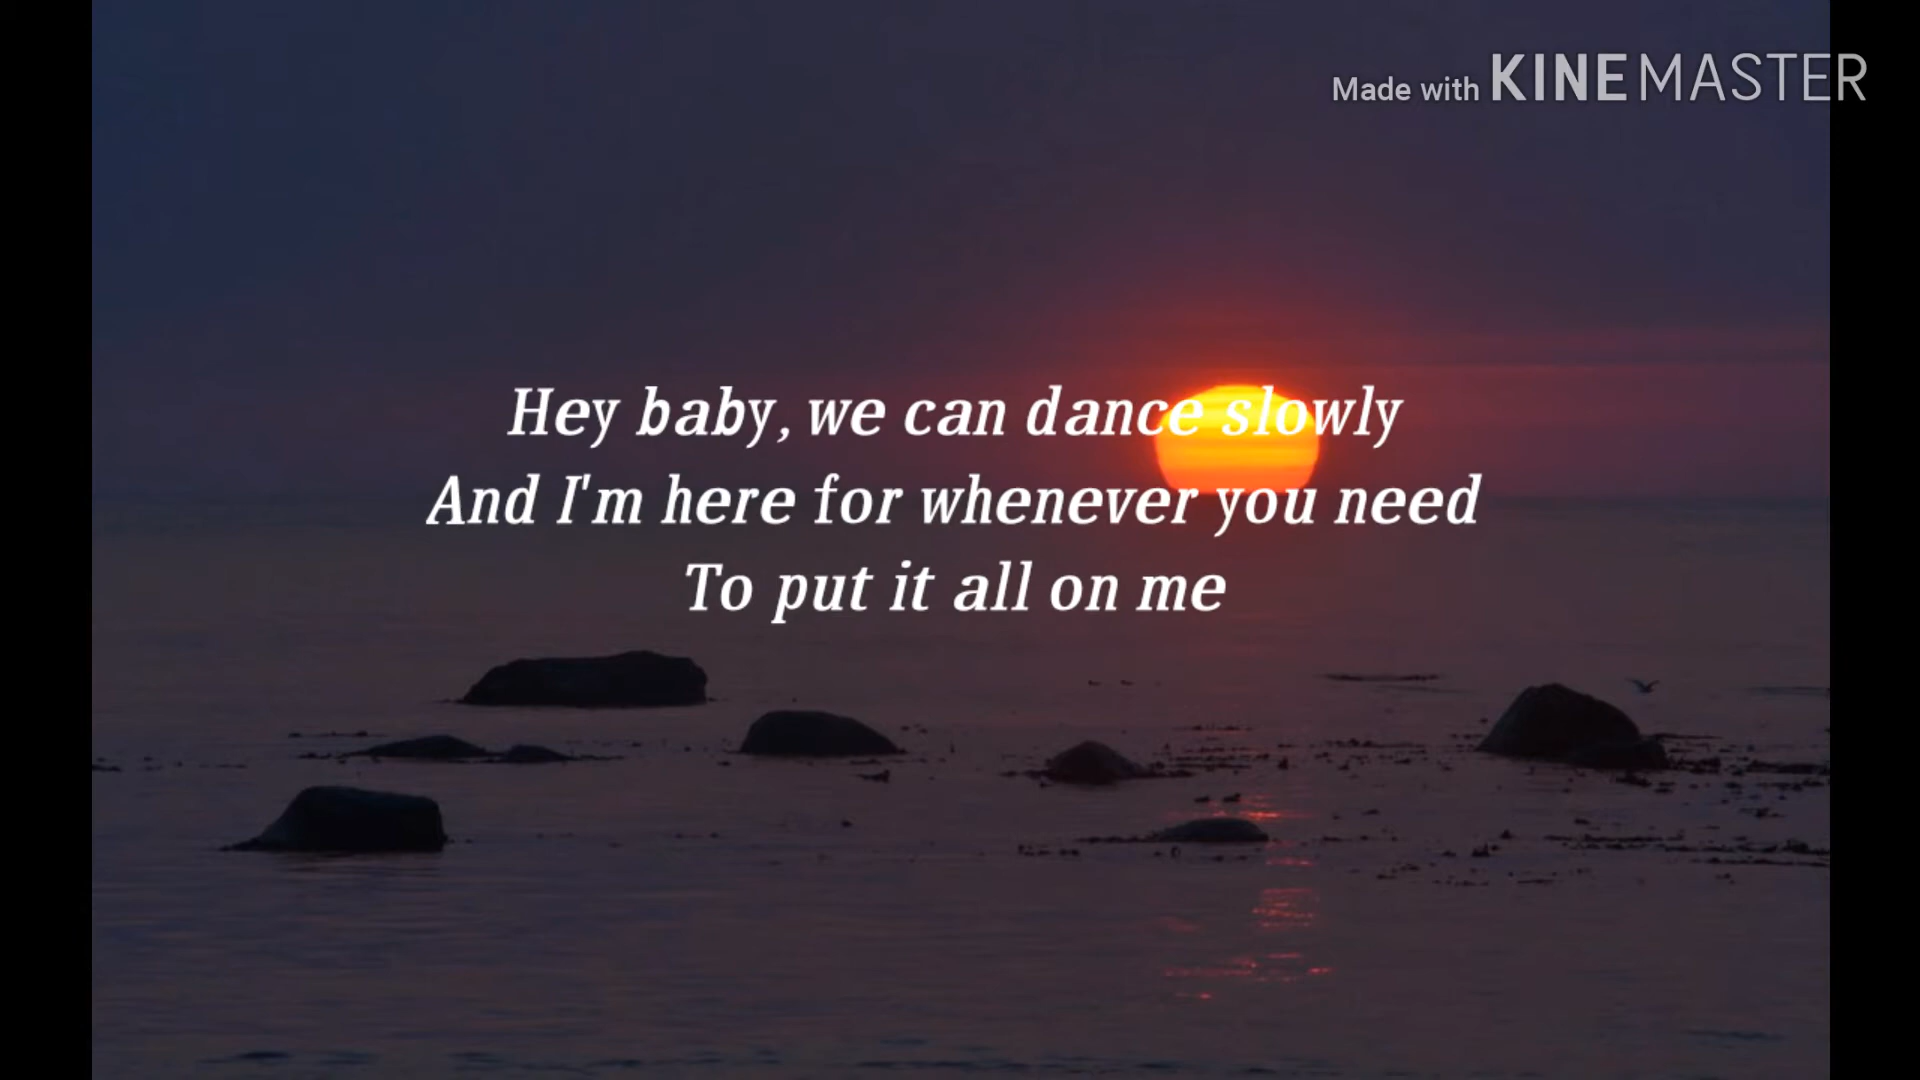 Made with KINEMASTER
Hey baby, we can dance slowly
And I'm here for whenever you need
To put it all on me